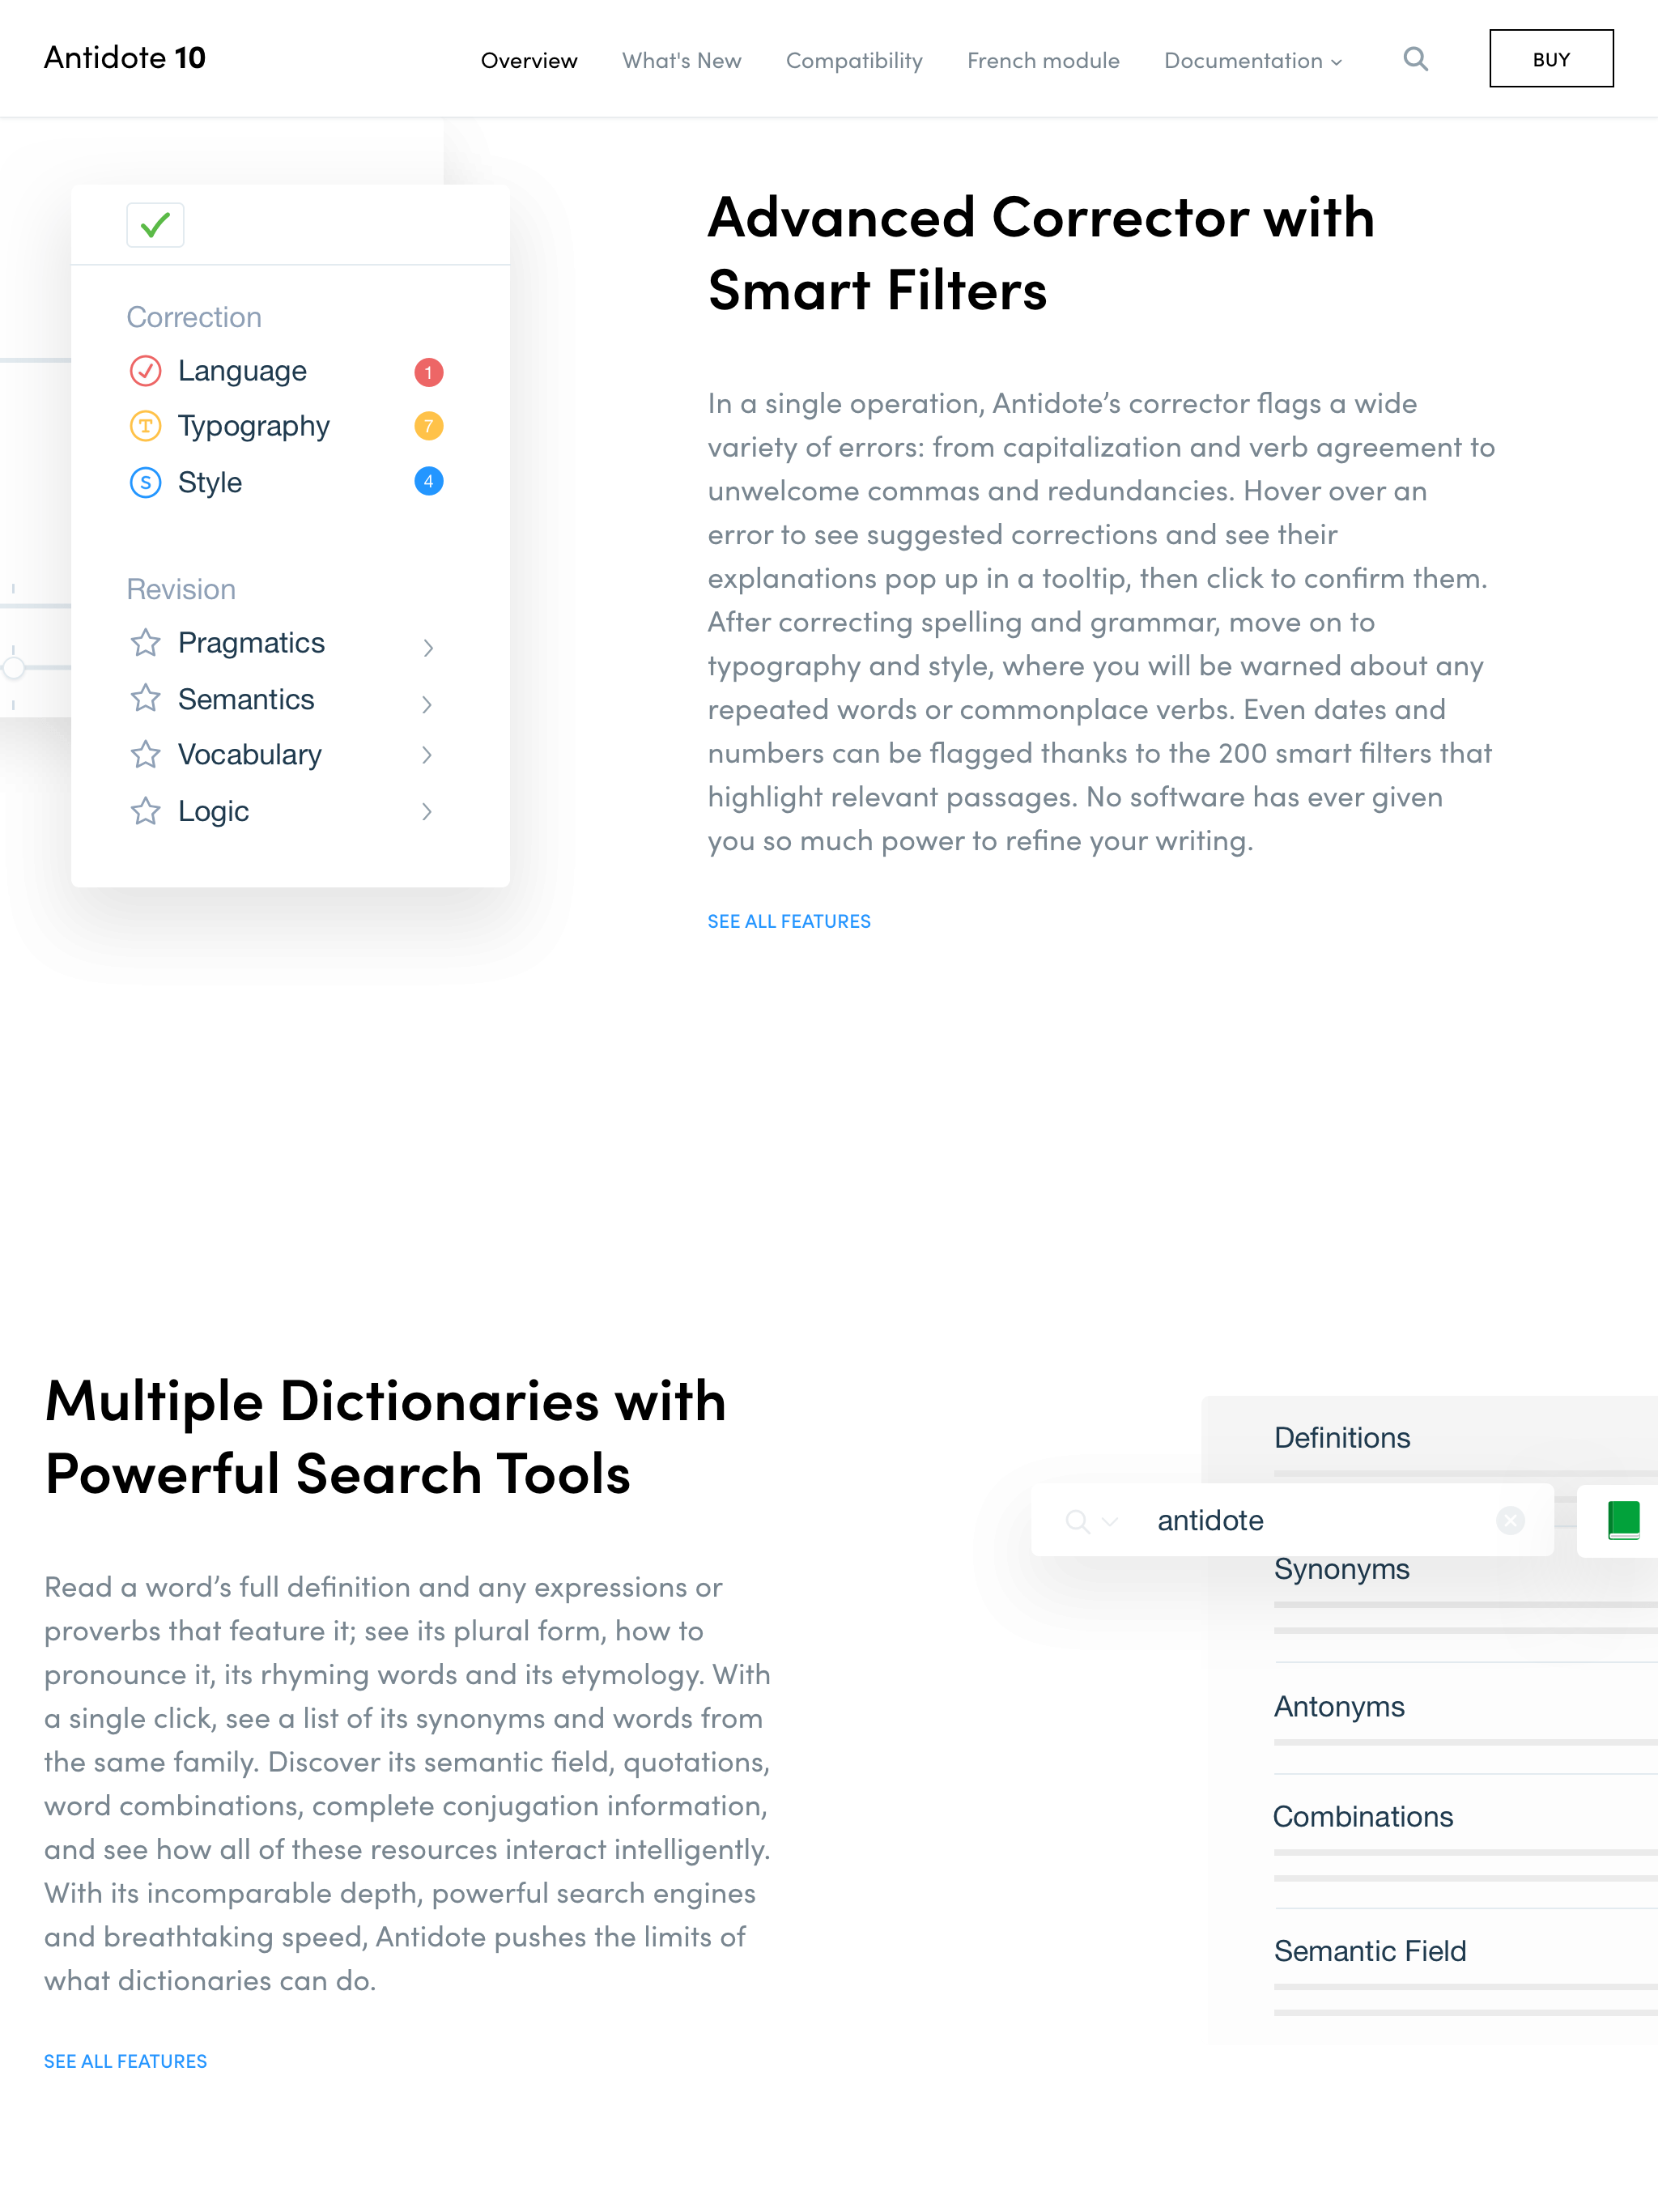 Antidote 10
Overview
What's New
Compatibility
French module
Documentation
BUY
Correction
Language
1
T
Typography
7
S
Style
4
Revision
Pragmatics
Semantics
Vocabulary
Logic
Advanced Corrector with
Smart Filters
In a single operation, Antidote’s corrector flags a wide
variety of errors: from capitalization and verb agreement to
unwelcome commas and redundancies. Hover over an
error to see suggested corrections and see their
explanations pop up in a tooltip, then click to confirm them.
After correcting spelling and grammar, move on to
typography and style, where you will be warned about any
repeated words or commonplace verbs. Even dates and
numbers can be flagged thanks to the 200 smart filters that
highlight relevant passages. No software has ever given
you so much power to refine your writing.
SEE ALL FEATURES
Multiple Dictionaries with
Powerful Search Tools
Read a word’s full definition and any expressions or
proverbs that feature it; see its plural form, how to
pronounce it, its rhyming words and its etymology. With
a single click, see a list of its synonyms and words from
the same family. Discover its semantic field, quotations,
word combinations, complete conjugation information,
and see how all of these resources interact intelligently.
With its incomparable depth, powerful search engines
and breathtaking speed, Antidote pushes the limits of
what dictionaries can do.
SEE ALL FEATURES
Definitions
antidote
Synonyms
Antonyms
Combinations
Semantic Field